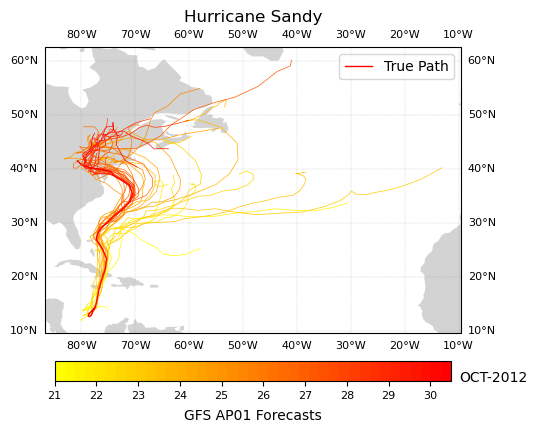 Hurricane Sandy
80°W 70°W 60°W 50°W 40°W 30°W 20°W 10°W
60°N 60°N
True Path
50°N 50°N
40°N 40°N
30°N 30°N
20°N 20°N
10°N 10°N
80°W 70°W 60°W 50°W 40°W 30°W 20°W 10°W
OCT-2012
21 22 23 24 25 26 27 28 29 30
GFS AP01 Forecasts